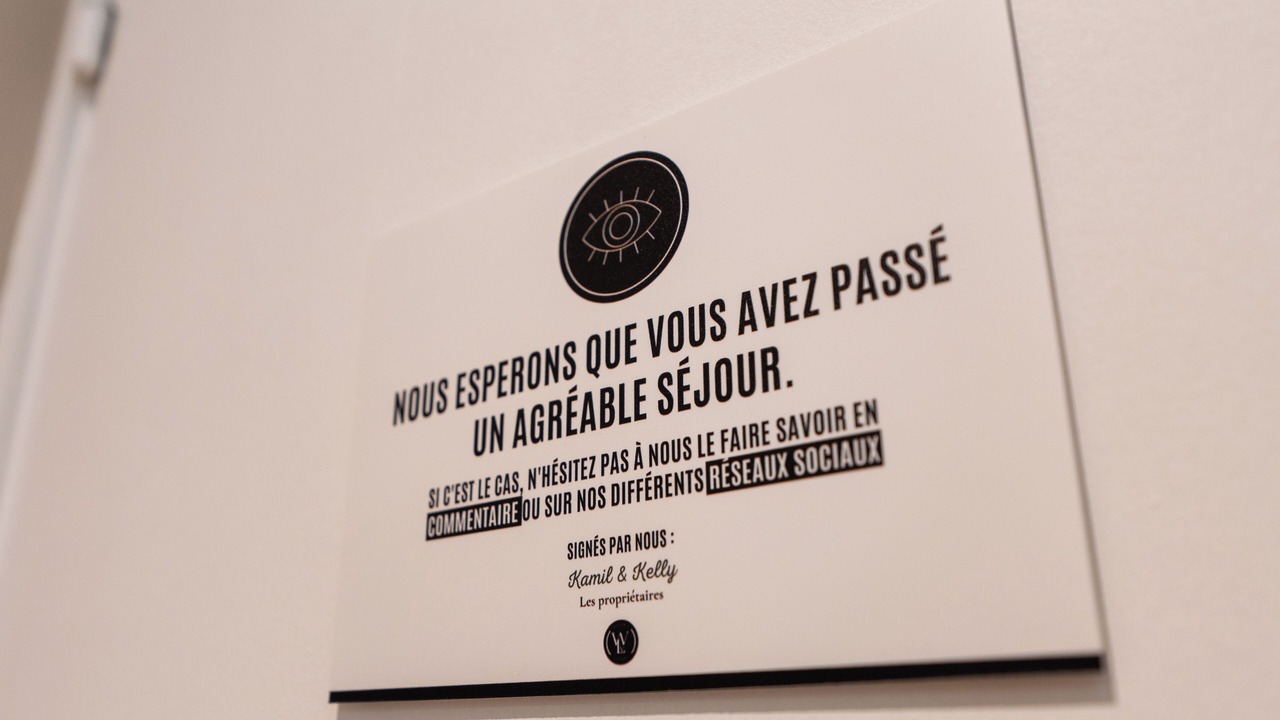 NOUS ESPERONS QUE VOUS AVEZ PASSÉ
UN AGRÉABLE SÉJOUR.
SI C'EST LE CAS, N'HÉSITEZ PAS À NOUS LE FAIRE SAVOIR EN
COMMENTAIRE OU SUR NOS DIFFÉRENTS RÉSEAUX SOCIAUX
SIGNÉS PAR NOUS :
Kamil & Kelly
Les propriétaires